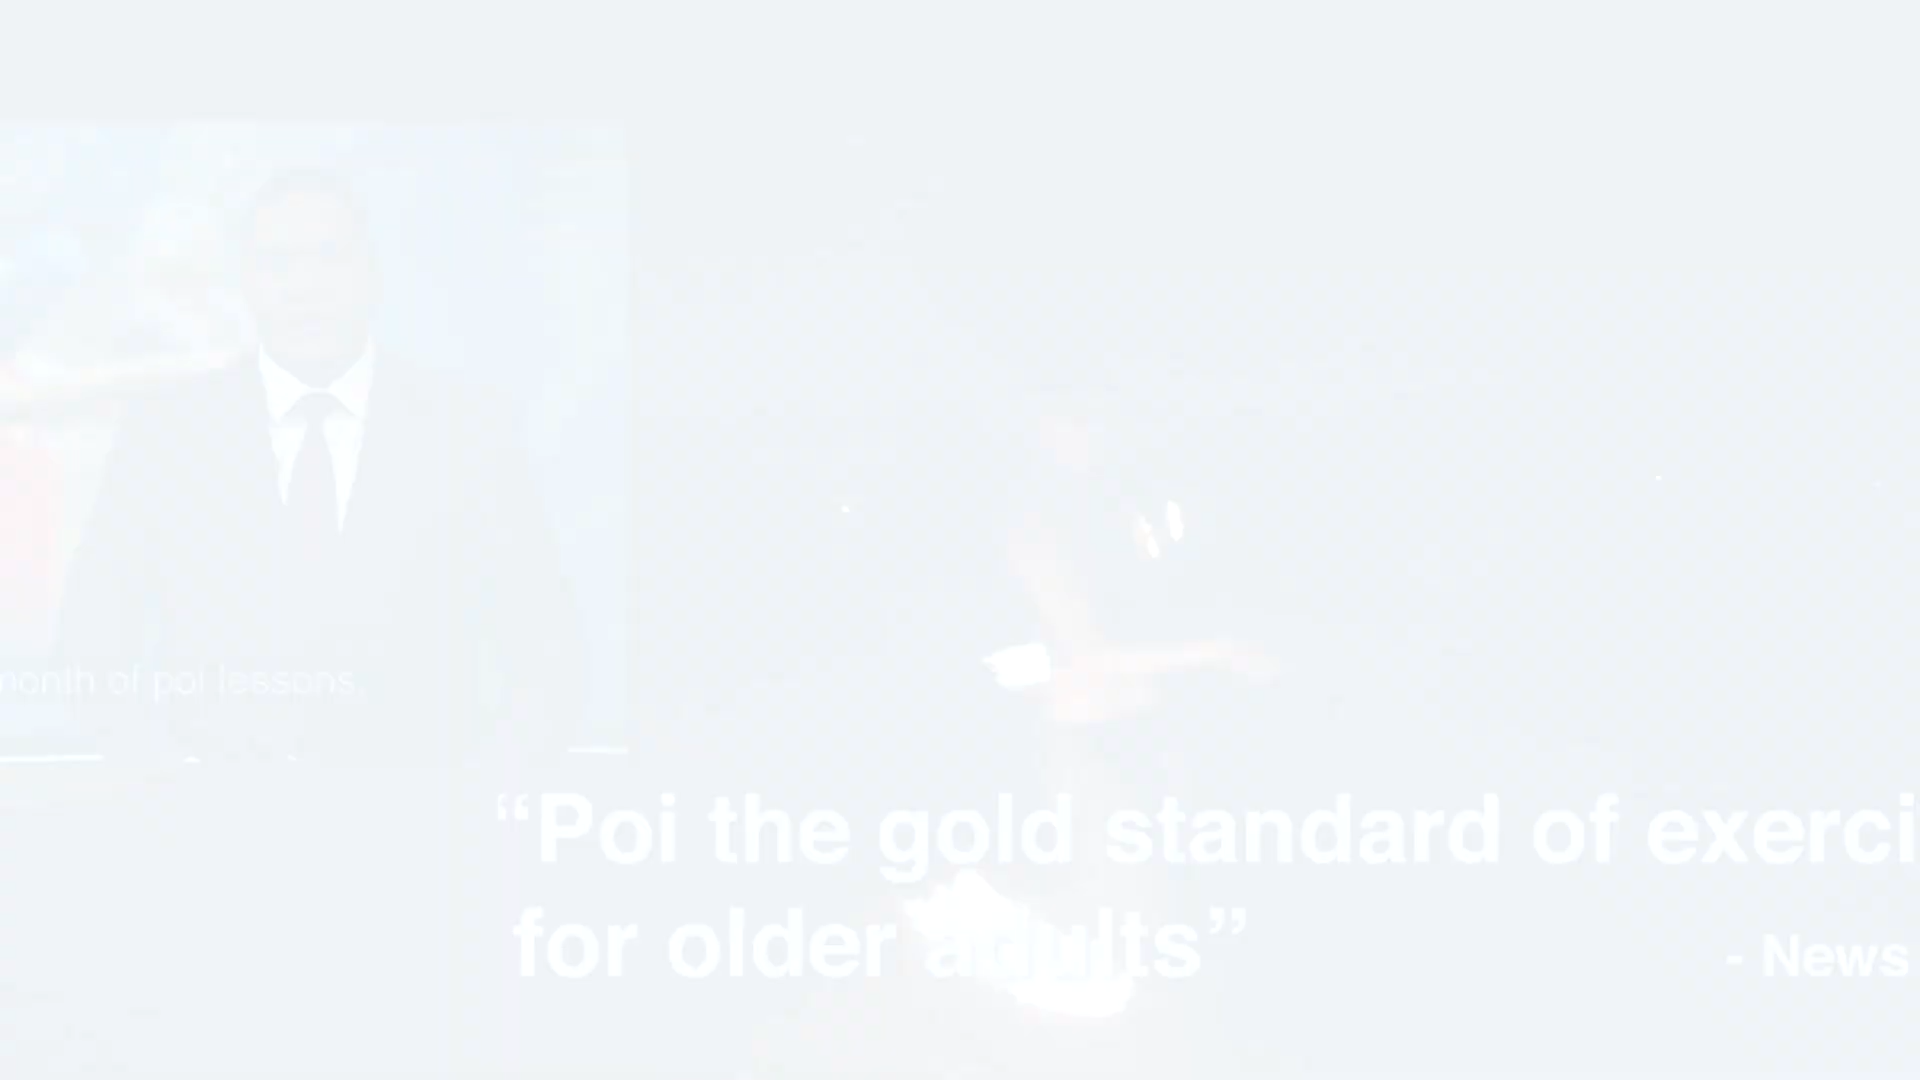 month of poi lessons
“Poi the gold standard of exerci
for older adults”
- News